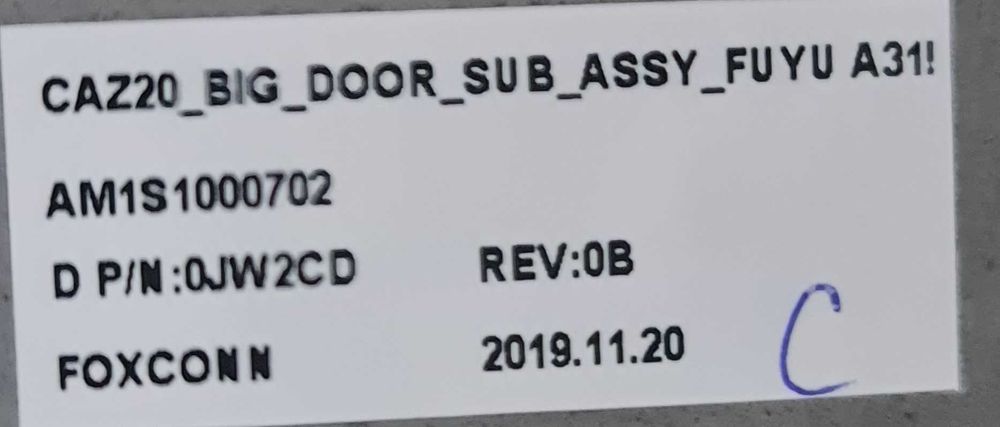 CAZ20_BIG_DOOR_SUB_ASSY_FUYU A31!
AM1S1000702
D P/N:0JW2CD REV:0B
FOXCONN 2019.11.20 C